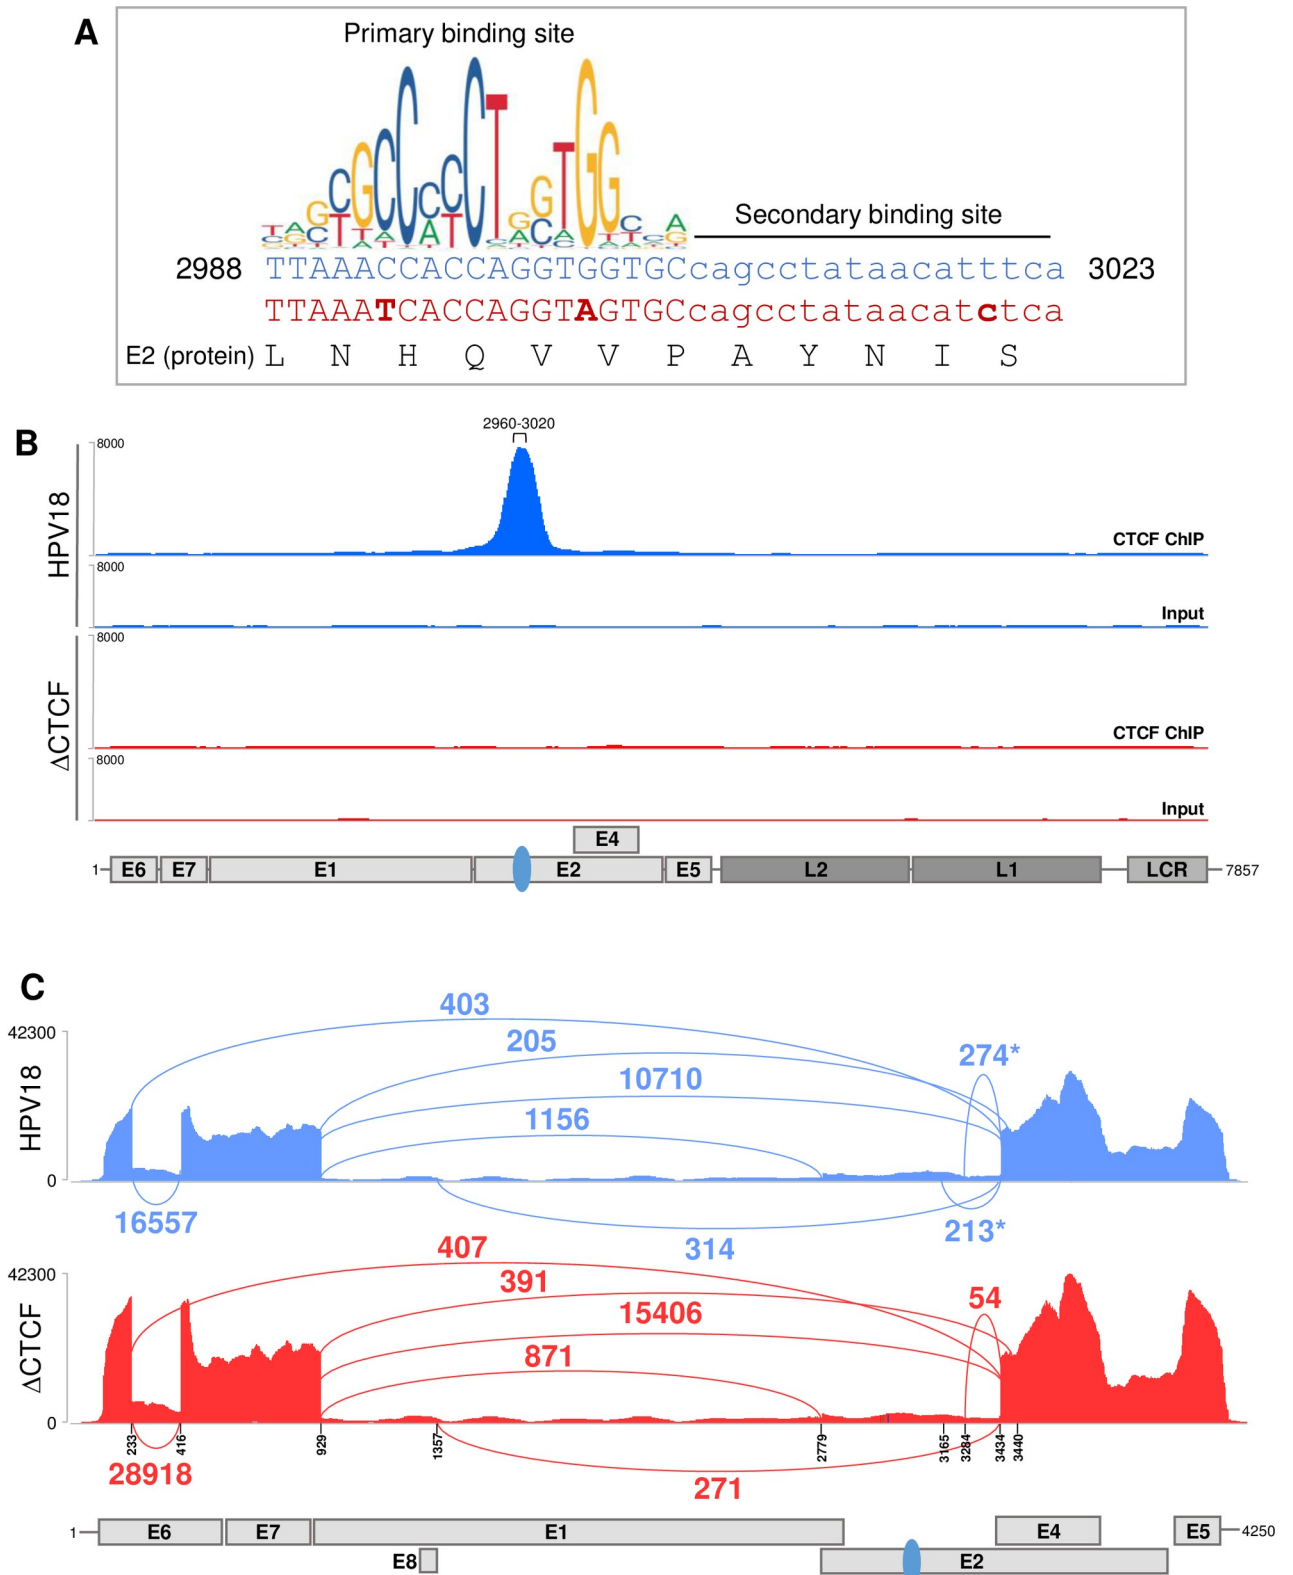 A
Primary binding site
Secondary binding site
2988 TTAAACCACCAGGTGGTGCcagcctataacatttca 3023
TTAAATCACCAGGTAGTGCcagcctataacatctca
E2 (protein) L N H Q V V P A Y N I S
B
2960-3020
HPV18
8000
CTCF ChIP
8000
Input
ΔCTCF
8000
CTCF ChIP
8000
Input
E4
1 E6 E7 E1 E2 E5 L2 L1 LCR 7857
C
HPV18
42300
0
403
205
274*
10710
1156
16557
213*
314
ΔCTCF
42300
0
407
391
54
15406
871
233 416 929 1357 2779 3165 3284 3434 3440
28918
271
1 E6 E7 E1 E4 E5 4250
E8 E2